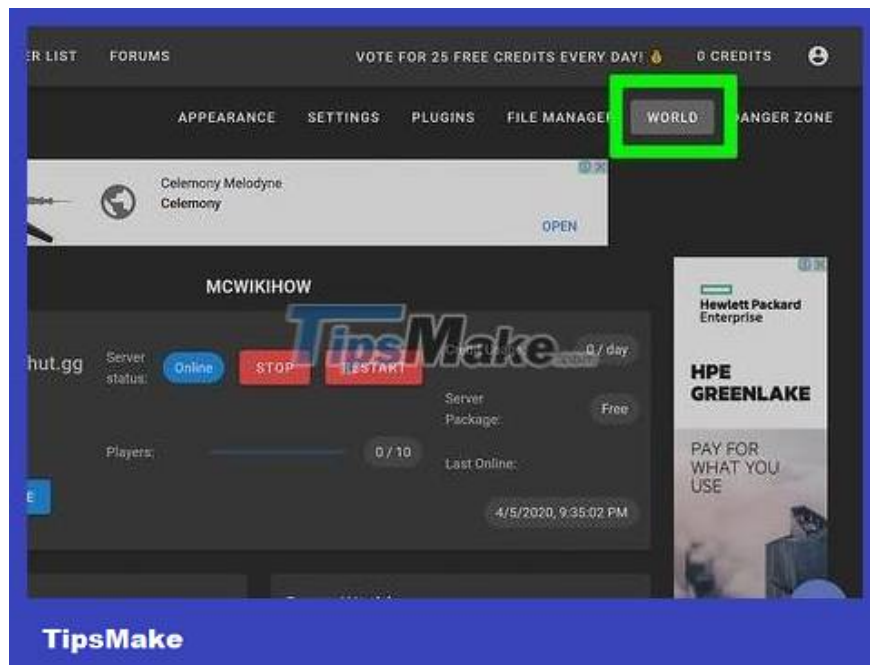 ER LIST FORUMS VOTE FOR 25 FREE CREDITS EVERY DAY! 0 CREDITS
APPEARANCE SETTINGS PLUGINS FILE MANAGER WORLD DANGER ZONE
Celemony Melodyne
Celemony
OPEN
MCWIKIHOW
hut.gg
Server
status:
Online
STOP
RESTART
0 / day
Server
Package:
Free
Players:
0 / 10
Last Online:
E
4/5/2020, 9:35:02 PM
Hewlett Packard
Enterprise
HPE
GREENLAKE
PAY FOR
WHAT YOU
USE
TipsMake
TipsMake